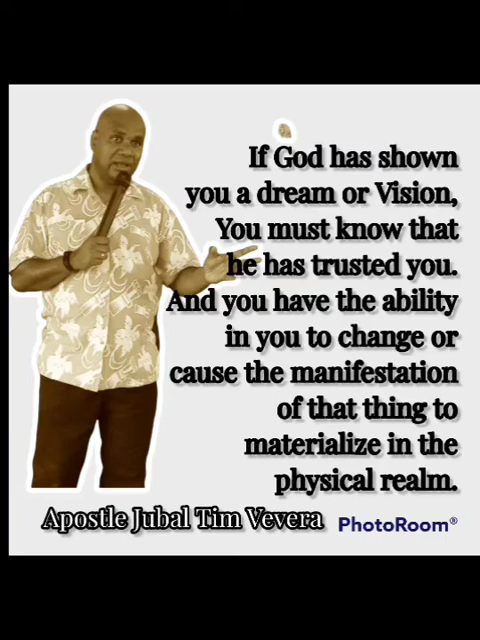 If God has shown
you a dream or Vision,
You must know that
he has trusted you.
And you have the ability
in you to change or
cause the manifestation
of that thing to
materialize in the
physical realm.
Apostle Jubal Tim Vevera
PhotoRoom®